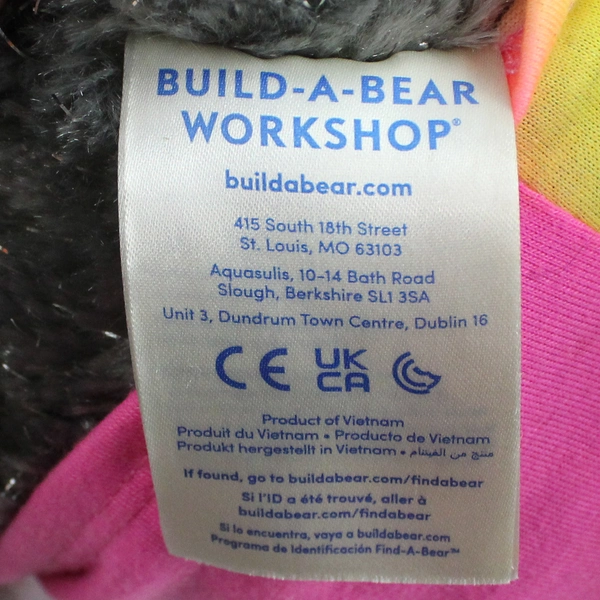 BUILD-A-BEAR
WORKSHOP®
buildabear.com
415 South 18th Street
St. Louis, MO 63103
Aquasulis, 10-14 Bath Road
Slough, Berkshire SL1 3SA
Unit 3, Dundrum Town Centre, Dublin 16
CE UK
CA
Product of Vietnam
Produit du Vietnam • Producto de Vietnam
Produkt hergestellt in Vietnam • منتج من الفيتنام
If found, go to buildabear.com/findabear
Si l'ID a été trouvé, aller à
buildabear.com/findabear
Si lo encuentra, vaya a buildabear.com
Programa de Identificación Find-A-Bear™